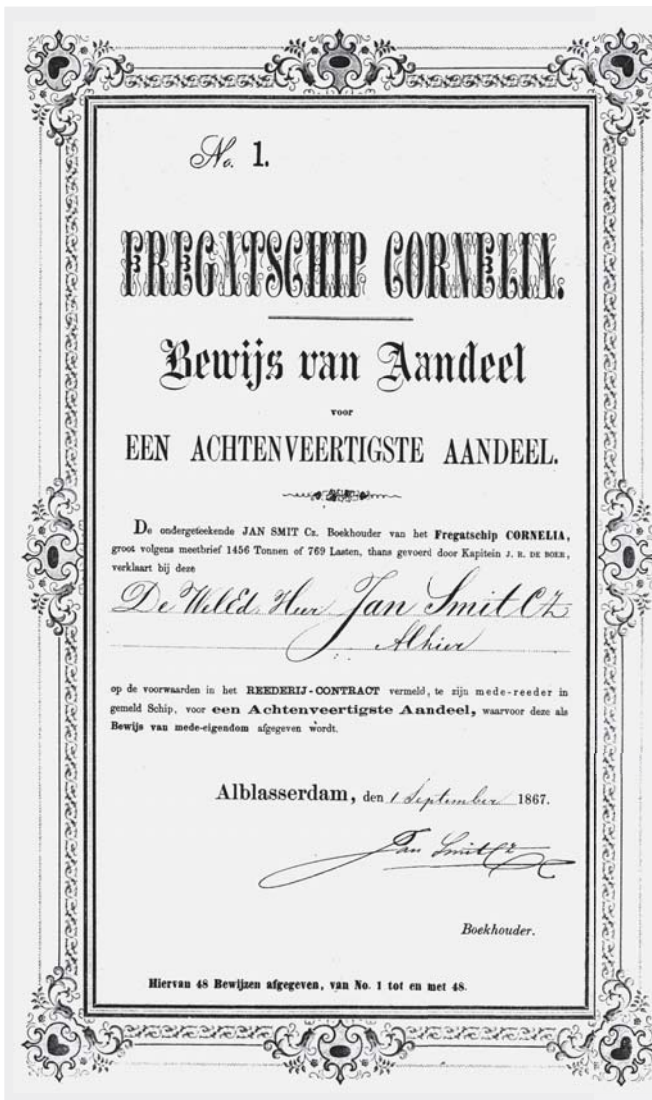 No. 1.
FREGATSCHIP CORNELIA.
Bewijs van Aandeel
voor
EEN ACHTENVEERTIGSTE AANDEEL.
De ondergeteekende JAN SMIT Cz. Boekhouder van het Fregatschip CORNELIA,
groot volgens meetbrief 1456 Tonnen of 769 Lasten, thans gevoerd door Kapitein J. R. DE BOER,
verklaart bij deze
De WelEd. Heer Jan Smit Cz
Alhier
op de voorwaarden in het REEDERIJ-CONTRACT vermeld, te zijn mede-reeder in
gemeld Schip, voor een Achtenveertigste Aandeel, waarvoor deze als
Bewijs van mede-eigendom afgegeven wordt.
Alblasserdam, den 1 September 1867.
Jan Smit Cz
Boekhouder.
Hiervan 48 Bewijzen afgegeven, van No. 1 tot en met 48.